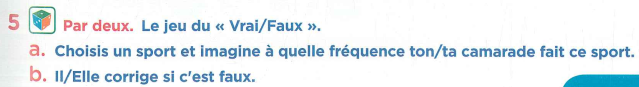 5 Par deux. Le jeu du « Vrai/Faux ».
a. Choisis un sport et imagine à quelle fréquence ton/ta camarade fait ce sport.
b. Il/Elle corrige si c'est faux.